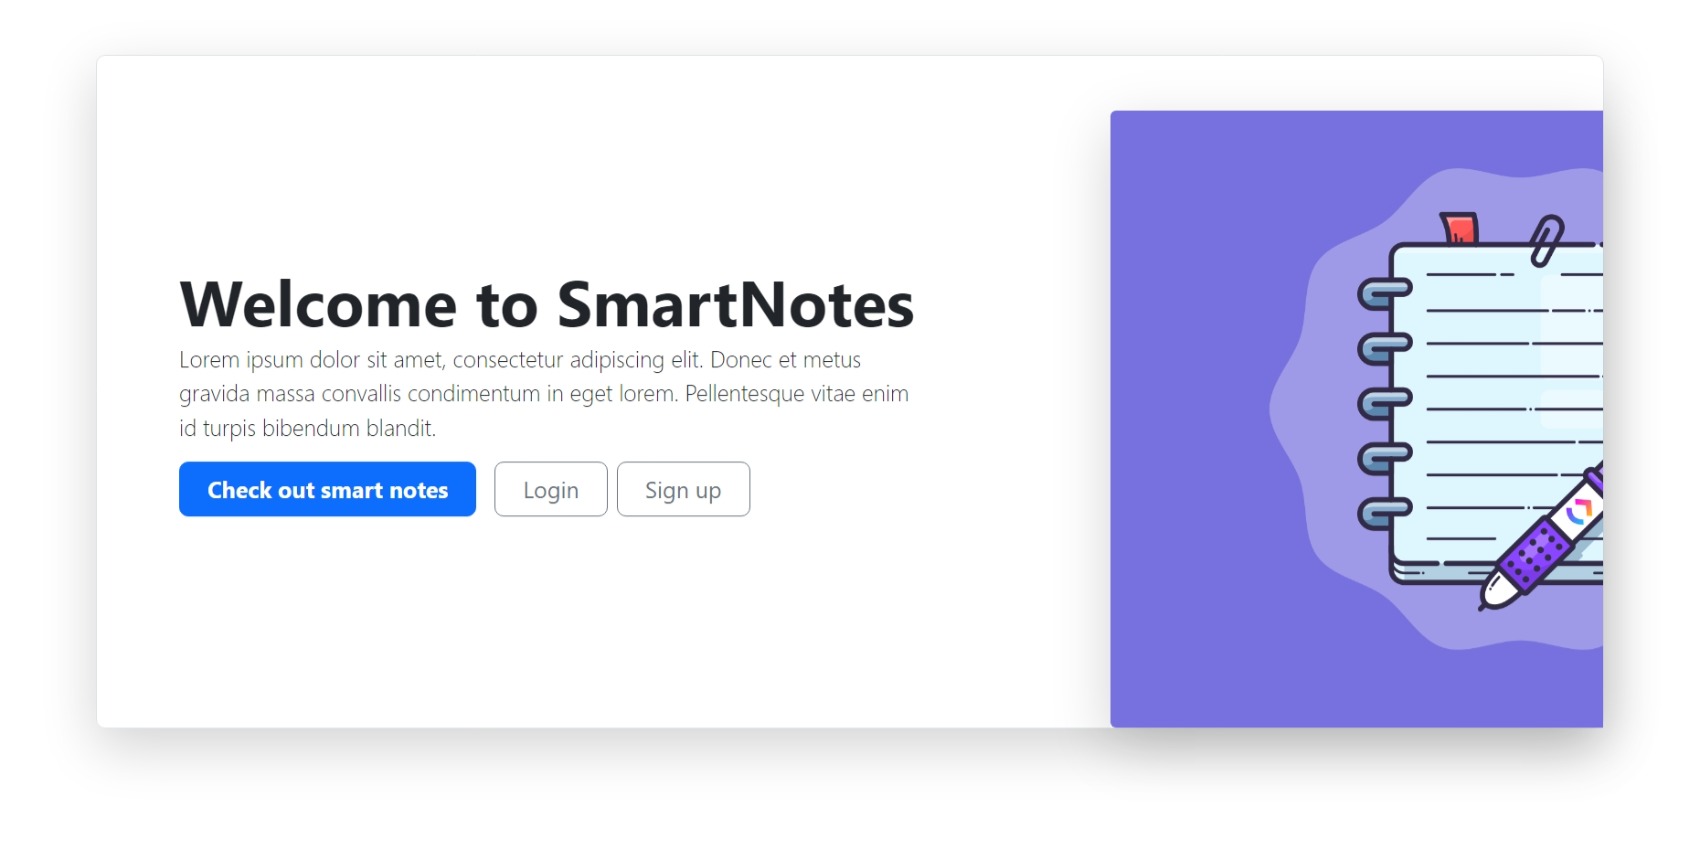 Welcome to SmartNotes
Lorem ipsum dolor sit amet, consectetur adipiscing elit. Donec et metus
gravida massa convallis condimentum in eget lorem. Pellentesque vitae enim
id turpis bibendum blandit.
Check out smart notes
Login
Sign up